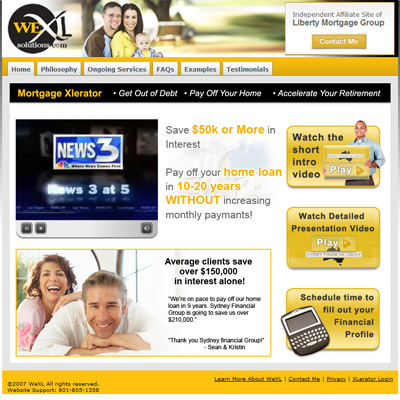 WEXL
solutions.com
Independent Affiliate Site of
Liberty Mortgage Group
Contact Me
Home
Philosophy
Ongoing Services
FAQs
Examples
Testimonials
Mortgage Xlerator
• Get Out of Debt
• Pay Off Your Home
• Accelerate Your Retirement
NEWS 3
Where News Comes First
News 3 at 5
Save $50k or More in
Interest
Pay off your home loan
in 10-20 years
WITHOUT increasing
monthly paymants!
Watch the
short
intro
video
Play
Watch Detailed
Presentation Video
Play
SYDNEY FINANCIAL GROUP
Schedule time to
fill out your
Financial
Profile
Average clients save
over $150,000
in interest alone!
"We're on pace to pay off our home
loan in 9 years. Sydney Financial
Group is going to save us over
$210,000."
"Thank you Sydney financial Group!"
- Sean & Kristin
©2007 WeXL All rights reserved.
Website Support: 801-805-1358
Learn More About WeXL | Contact Me | Privacy | XLerator Login